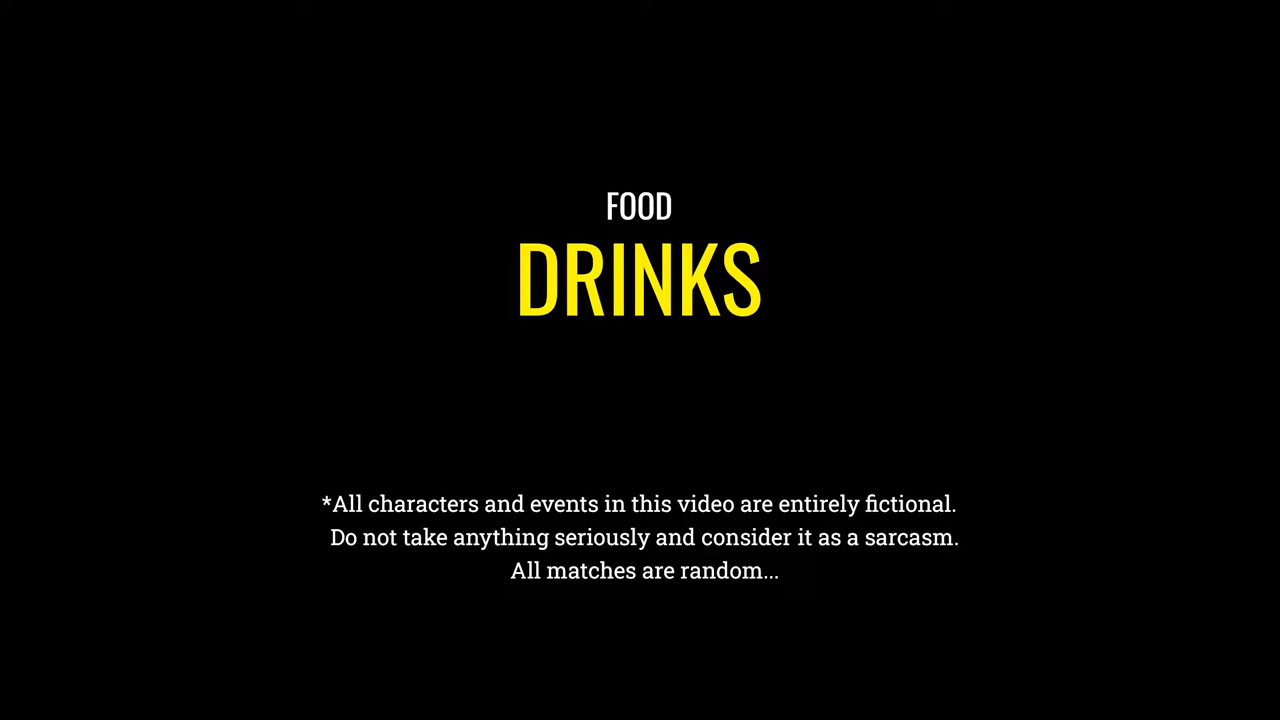 FOOD
DRINKS
*All characters and events in this video are entirely fictional.
Do not take anything seriously and consider it as a sarcasm.
All matches are random...